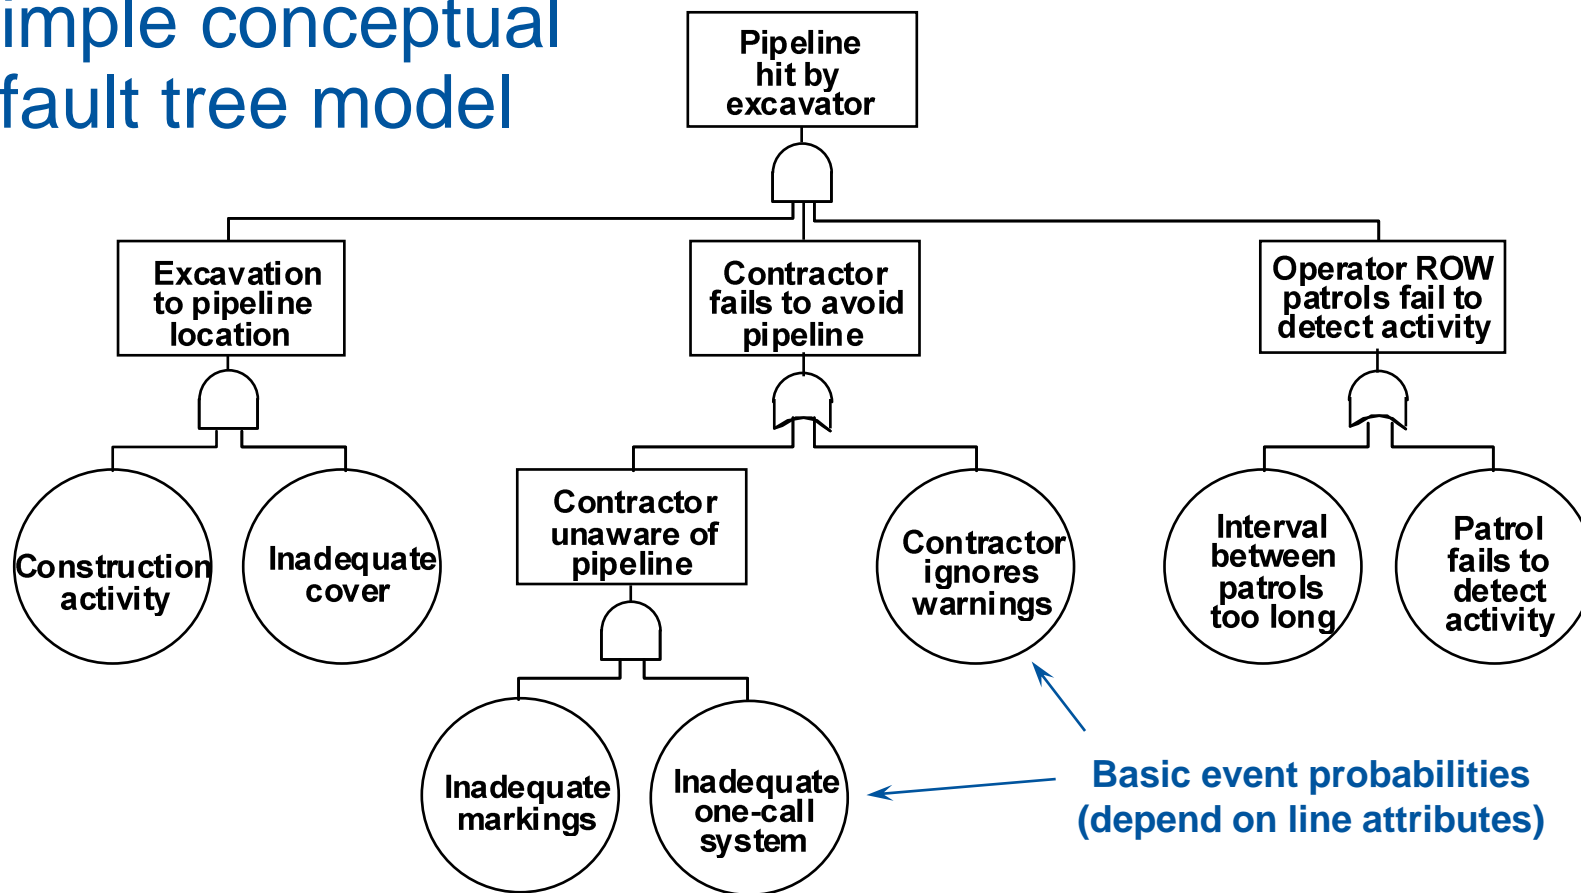 imple conceptual
fault tree model
Pipeline
hit by
excavator
Excavation
to pipeline
location
Contractor
fails to avoid
pipeline
Operator ROW
patrols fail to
detect activity
Construction
activity
Inadequate
cover
Contractor
unaware of
pipeline
Contractor
ignores
warnings
Interval
between
patrols
too long
Patrol
fails to
detect
activity
Inadequate
markings
Inadequate
one-call
system
Basic event probabilities
(depend on line attributes)